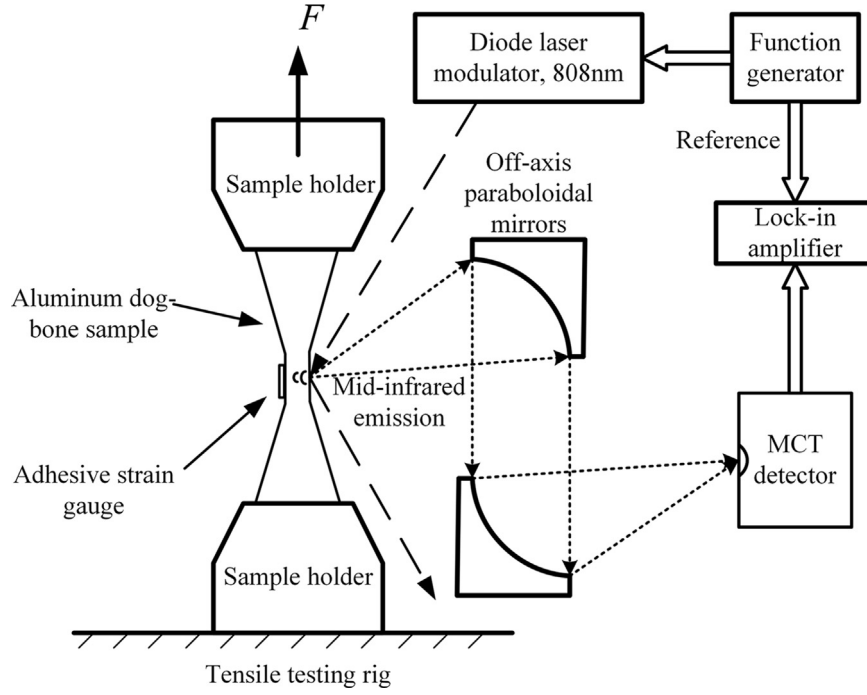 F
Diode laser
modulator, 808nm
Function
generator
Reference
Sample holder
Off-axis
paraboloidal
mirrors
Lock-in
amplifier
Aluminum dog-
bone sample
Mid-infrared
emission
MCT
detector
Adhesive strain
gauge
Sample holder
Tensile testing rig